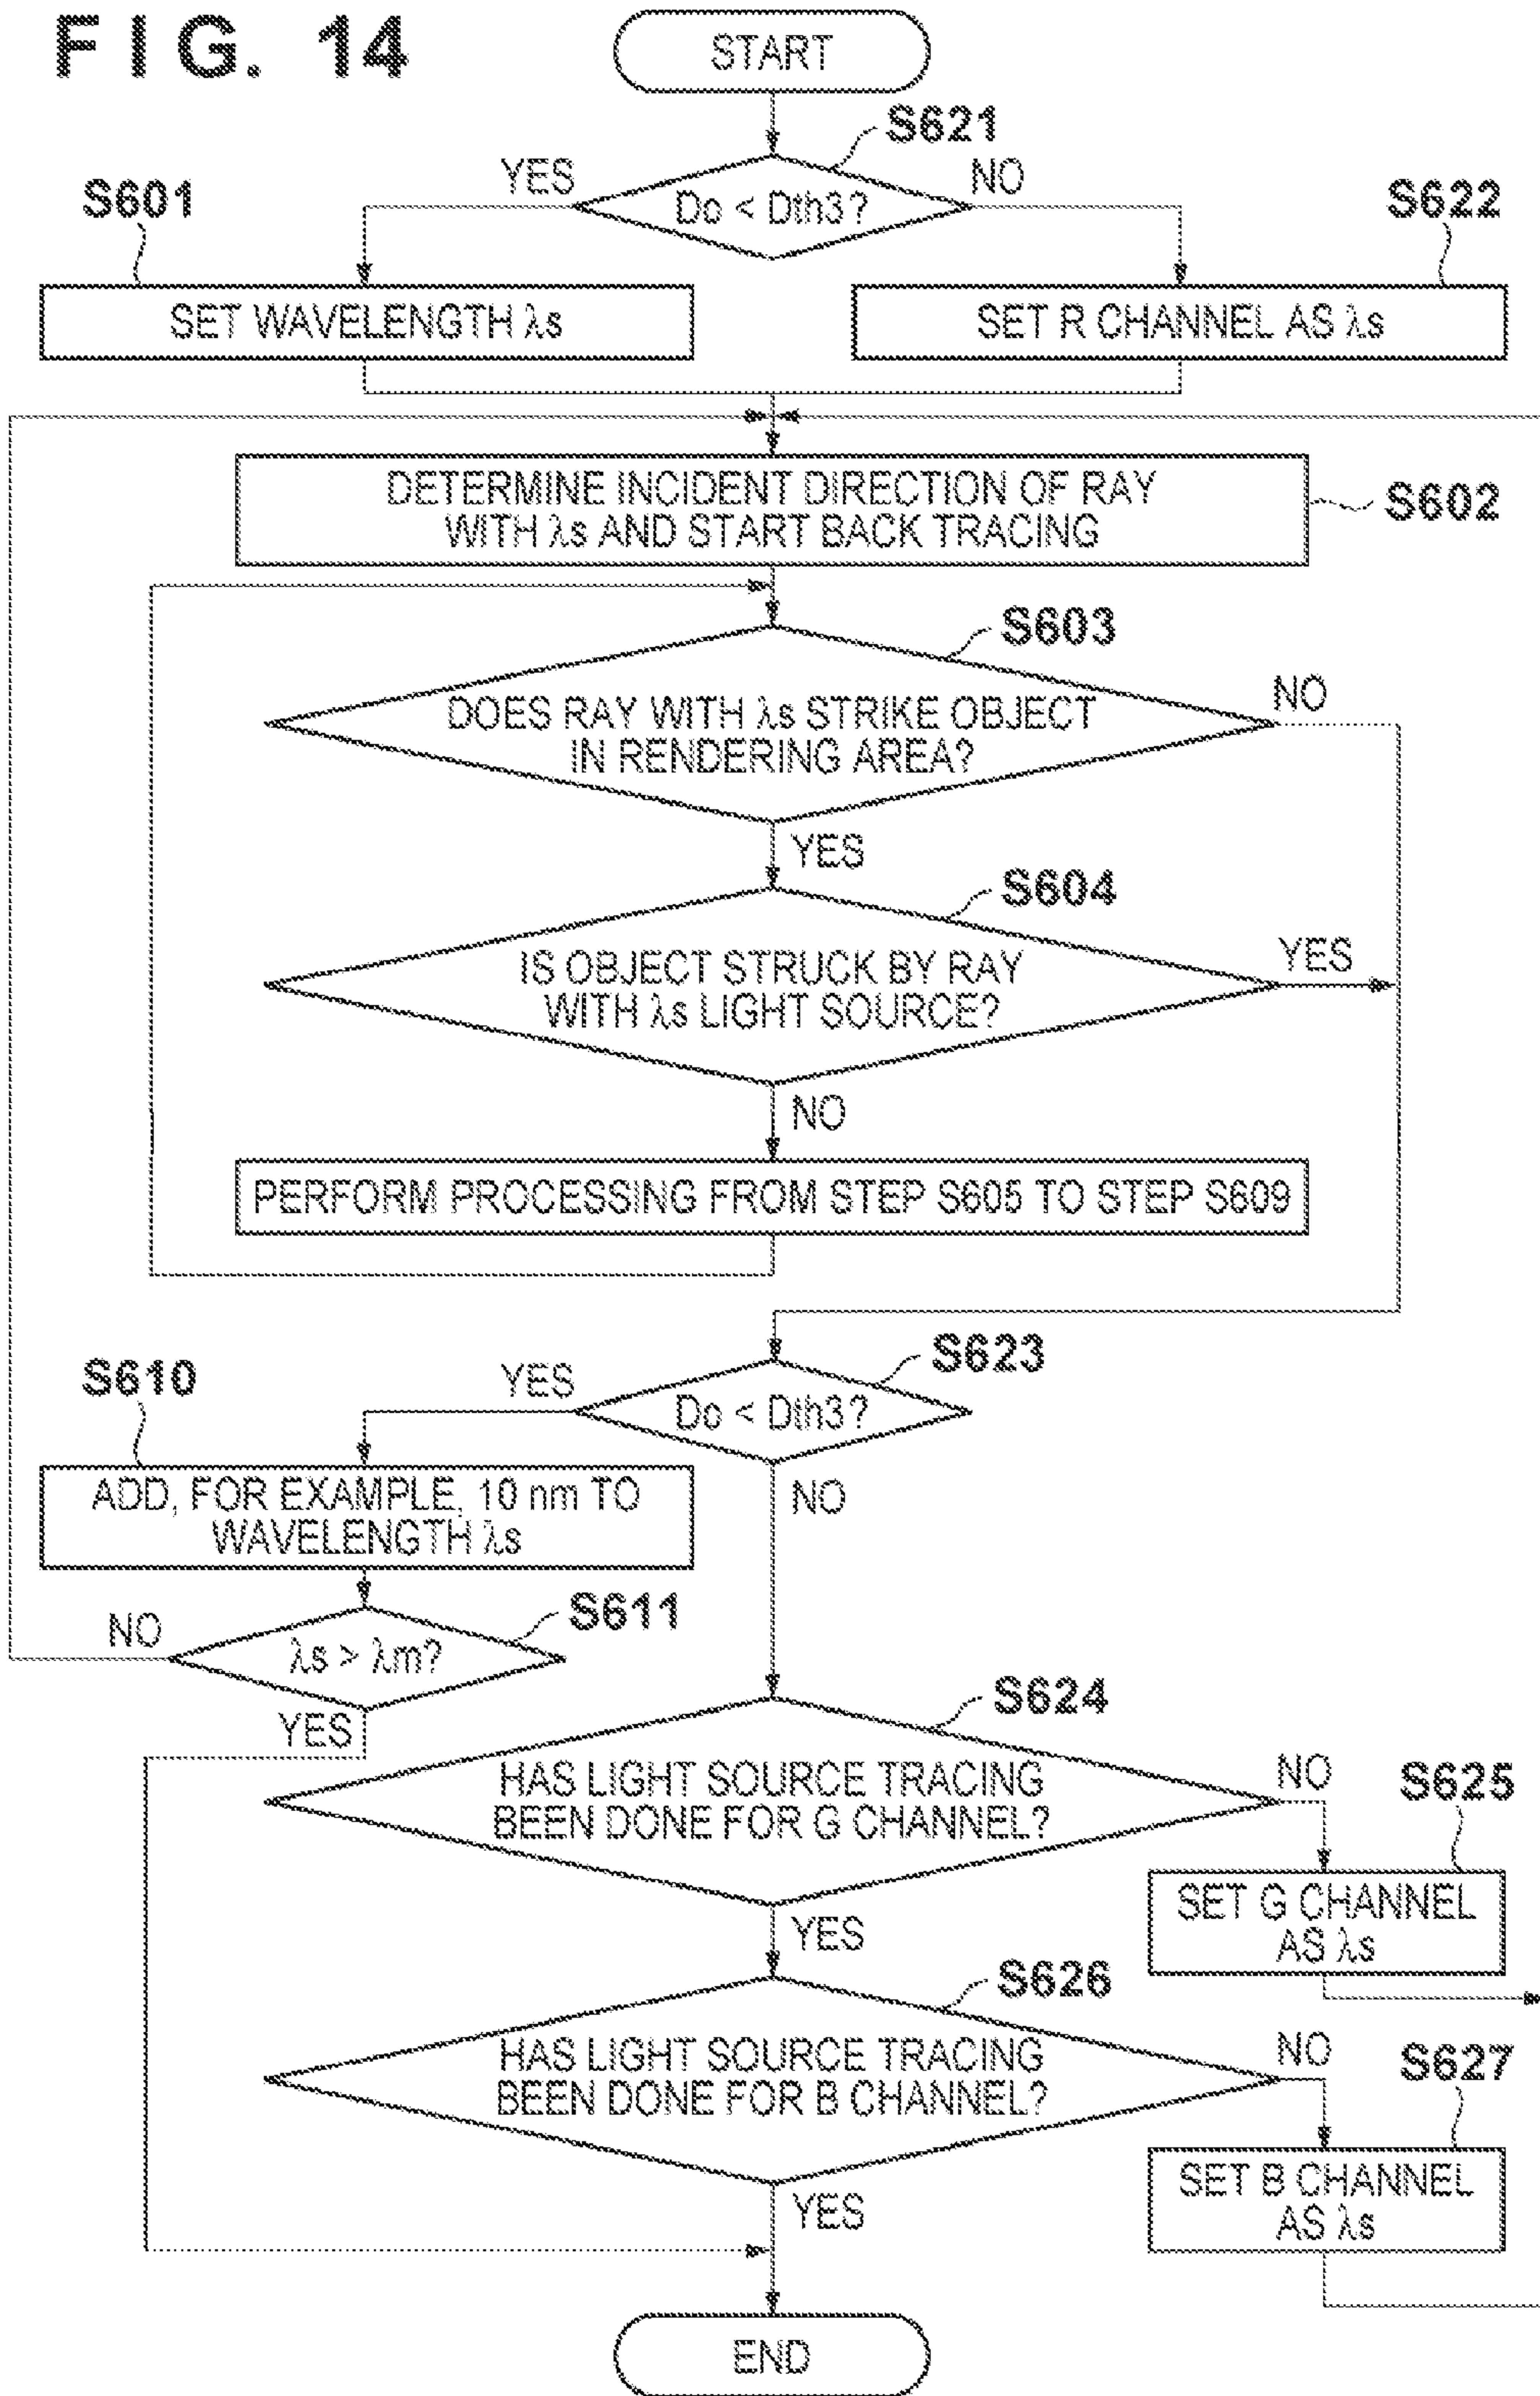 FIG. 14
START
S621
YES
NO
Do < Dth3?
S601
S622
SET WAVELENGTH λs
SET R CHANNEL AS λs
DETERMINE INCIDENT DIRECTION OF RAY
WITH λs AND START BACK TRACING
S602
S603
NO
DOES RAY WITH λs STRIKE OBJECT
IN RENDERING AREA?
YES
S604
YES
IS OBJECT STRUCK BY RAY
WITH λs LIGHT SOURCE?
NO
PERFORM PROCESSING FROM STEP S605 TO STEP S609
S623
S610
YES
Do < Dth3?
NO
ADD, FOR EXAMPLE, 10 nm TO
WAVELENGTH λs
S611
NO
λs > λm?
YES
S624
NO
HAS LIGHT SOURCE TRACING
BEEN DONE FOR G CHANNEL?
S625
SET G CHANNEL
AS λs
YES
S626
NO
HAS LIGHT SOURCE TRACING
BEEN DONE FOR B CHANNEL?
S627
SET B CHANNEL
AS λs
YES
END